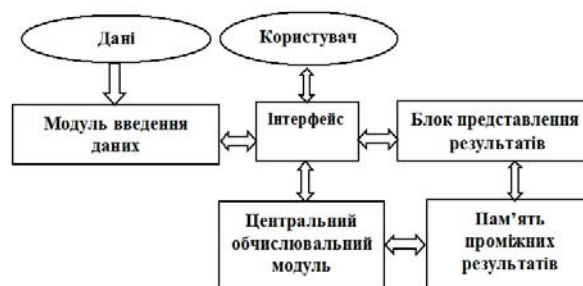 Дані
Користувач
Модуль введення
даних
Інтерфейс
Блок представлення
результатів
Центральний
обчислювальний
модуль
Пам’ять
проміжних
результатів